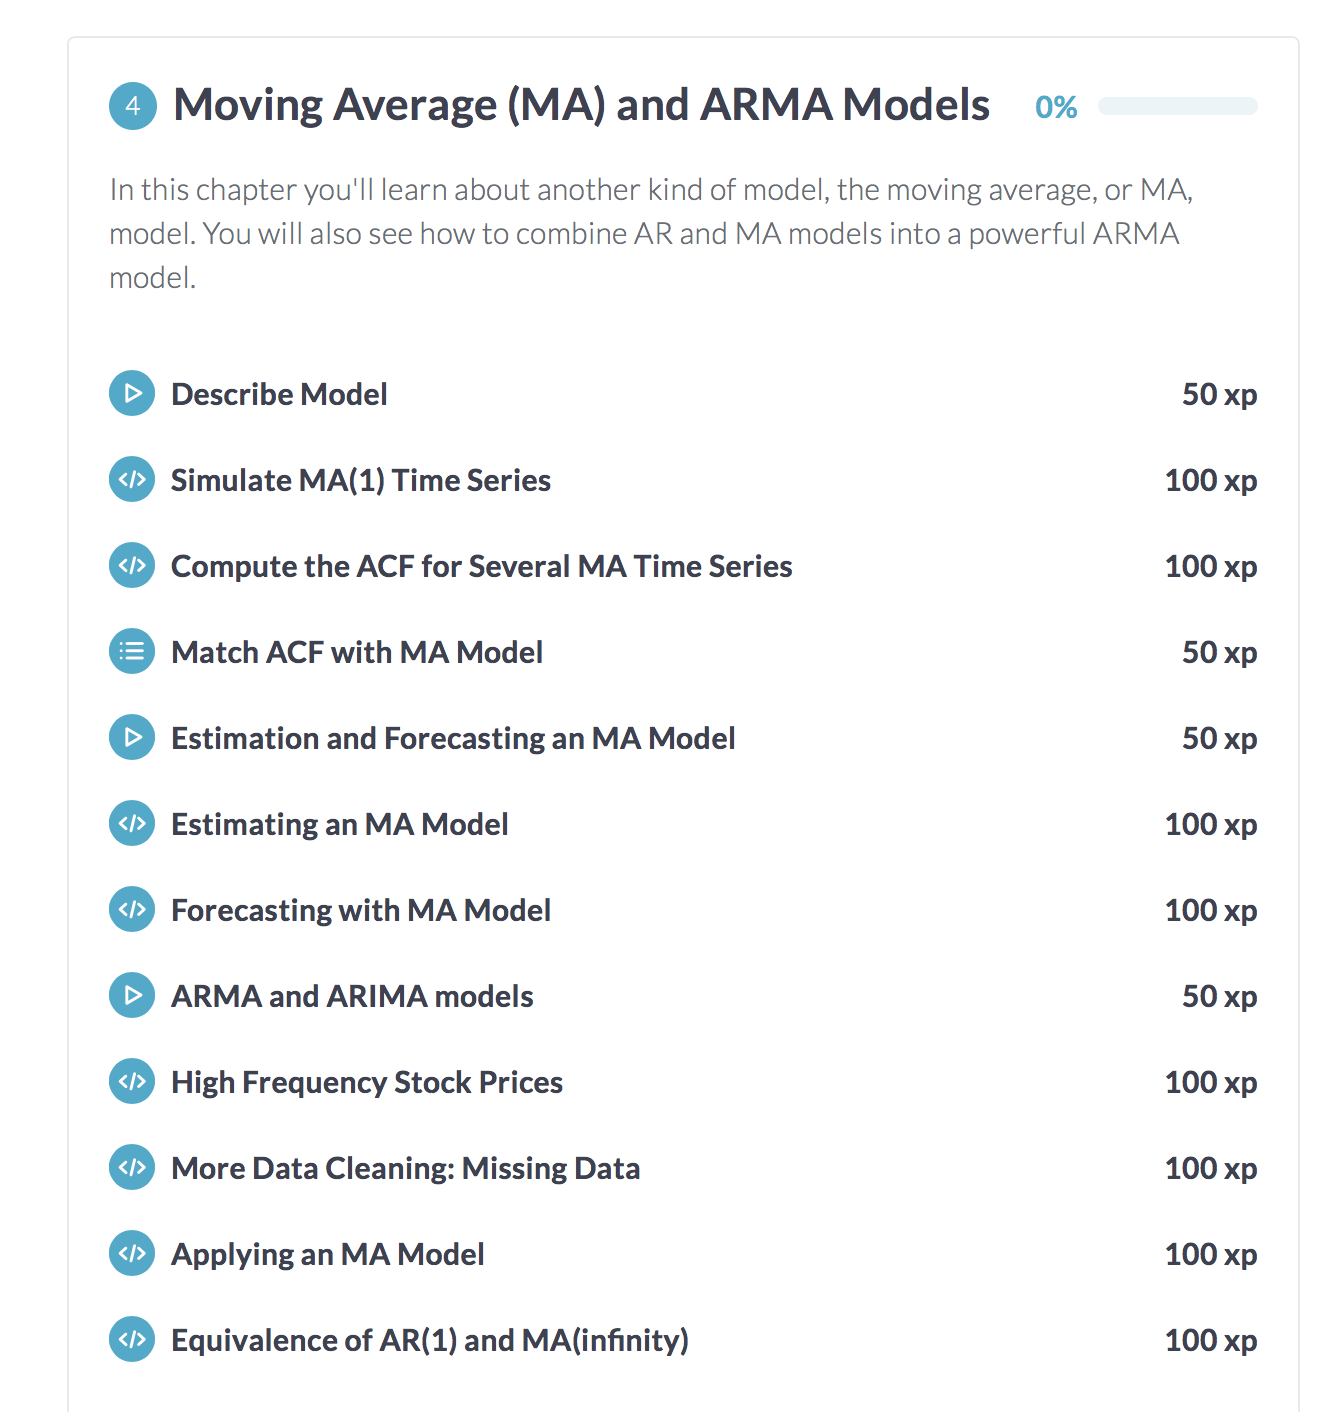 4 Moving Average (MA) and ARMA Models 0%
In this chapter you'll learn about another kind of model, the moving average, or MA,
model. You will also see how to combine AR and MA models into a powerful ARMA
model.
Describe Model 50 xp
Simulate MA(1) Time Series 100 xp
Compute the ACF for Several MA Time Series 100 xp
Match ACF with MA Model 50 xp
Estimation and Forecasting an MA Model 50 xp
Estimating an MA Model 100 xp
Forecasting with MA Model 100 xp
ARMA and ARIMA models 50 xp
High Frequency Stock Prices 100 xp
More Data Cleaning: Missing Data 100 xp
Applying an MA Model 100 xp
Equivalence of AR(1) and MA(infinity) 100 xp